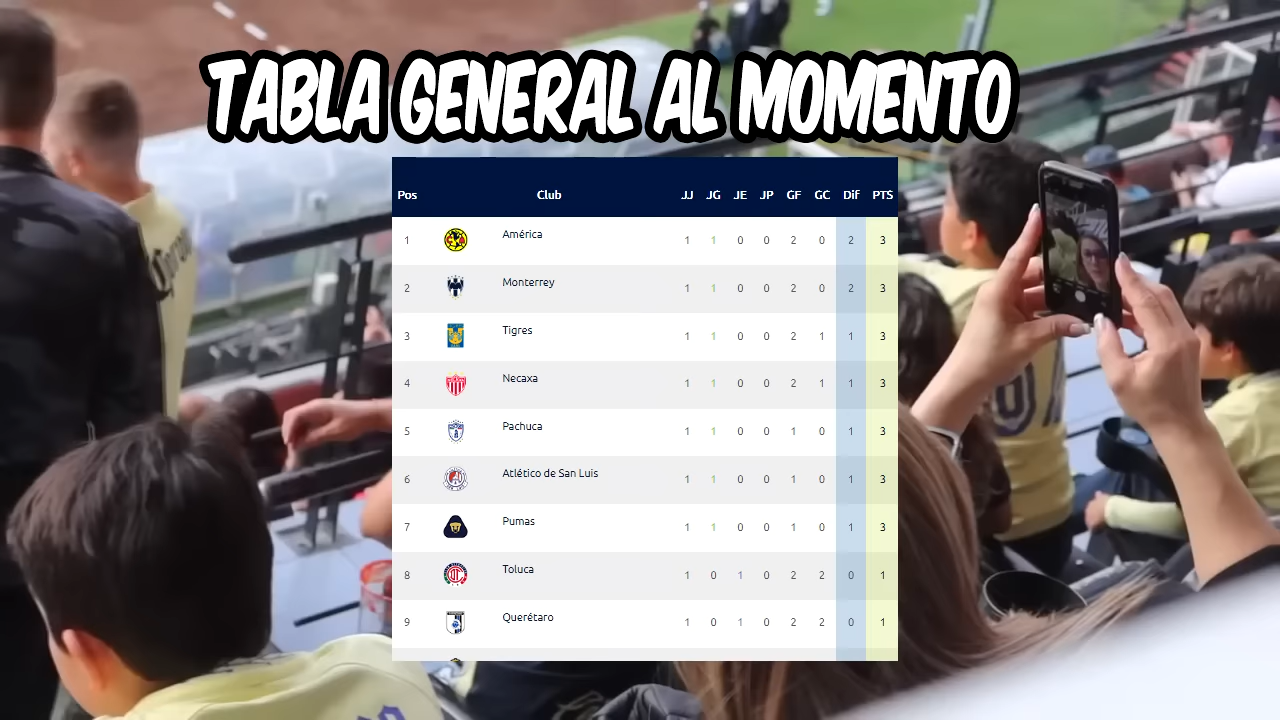 TABLA GENERAL AL MOMENTO
Pos Club JJ JG JE JP GF GC Dif PTS
1 América 1 1 0 0 2 0 2 3
2 Monterrey 1 1 0 0 2 0 2 3
3 Tigres 1 1 0 0 2 1 1 3
4 Necaxa 1 1 0 0 2 1 1 3
5 Pachuca 1 1 0 0 1 0 1 3
6 Atlético de San Luis 1 1 0 0 1 0 1 3
7 Pumas 1 1 0 0 1 0 1 3
8 Toluca 1 0 1 0 2 2 0 1
9 Querétaro 1 0 1 0 2 2 0 1